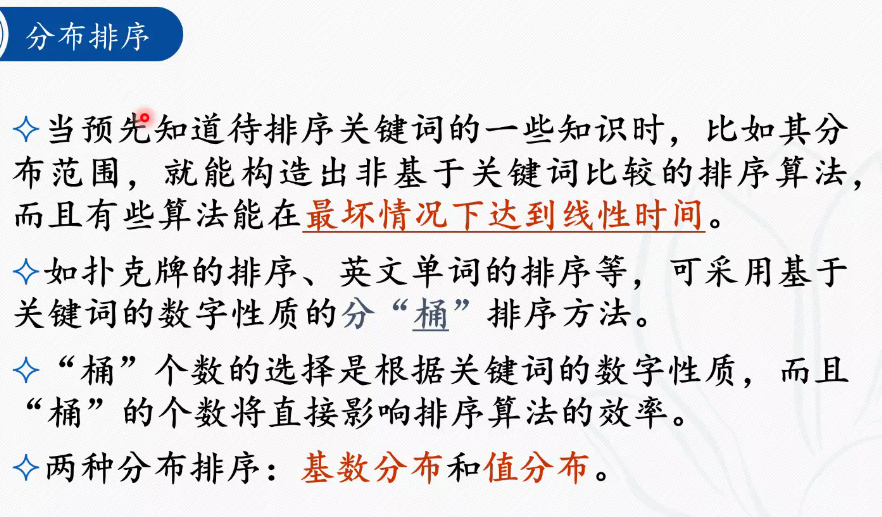 分布排序
✧当预先知道待排序关键词的一些知识时，比如其分
布范围，就能构造出非基于关键词比较的排序算法，
而且有些算法能在最坏情况下达到线性时间。
✧如扑克牌的排序、英文单词的排序等，可采用基于
关键词的数字性质的分“桶”排序方法。
✧“桶”个数的选择是根据关键词的数字性质，而且
“桶”的个数将直接影响排序算法的效率。
✧两种分布排序：基数分布和值分布。